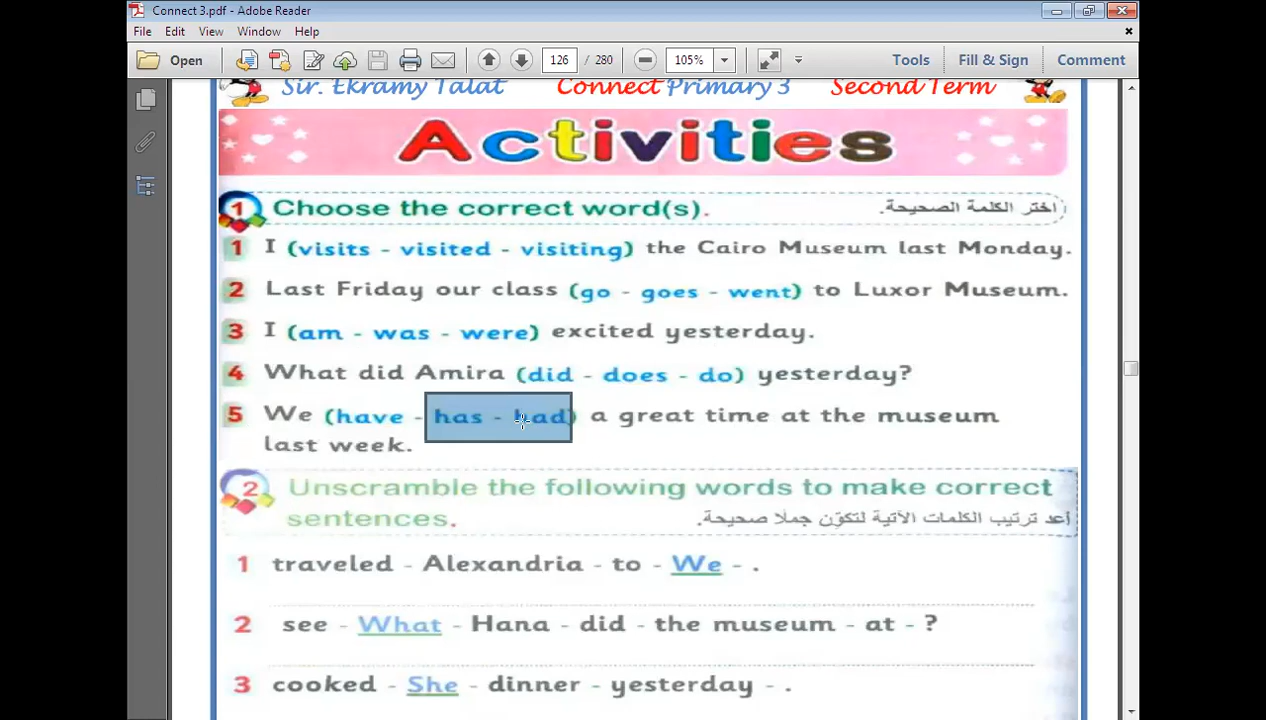 Connect 3.pdf - Adobe Reader
File Edit View Window Help
Open 126 / 280 105% Tools Fill & Sign Comment
Sir. Ekramy Talat Connect Primary 3 Second Term
Activities
1 Choose the correct word(s). اختر الكلمة الصحيحة.
1 I (visits - visited - visiting) the Cairo Museum last Monday.
2 Last Friday our class (go - goes - went) to Luxor Museum.
3 I (am - was - were) excited yesterday.
4 What did Amira (did - does - do) yesterday?
5 We (have - has - had) a great time at the museum
last week.
2 Unscramble the following words to make correct
sentences. أعد ترتيب الكلمات الآتية لتكوّن جملًا صحيحة.
1 traveled - Alexandria - to - We - .
2 see - What - Hana - did - the museum - at - ?
3 cooked - She - dinner - yesterday - .